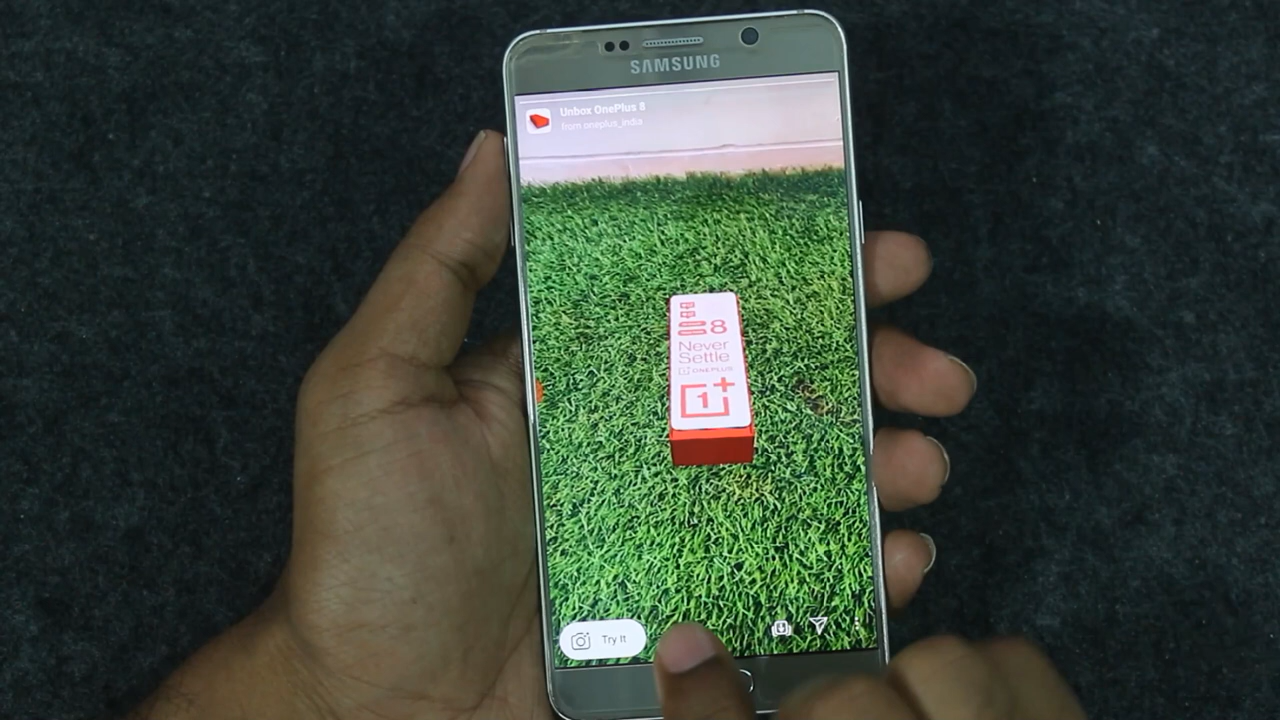 SAMSUNG
Unbox OnePlus 8
from oneplus_india
8
Never
Settle
ONEPLUS
1+
Try It